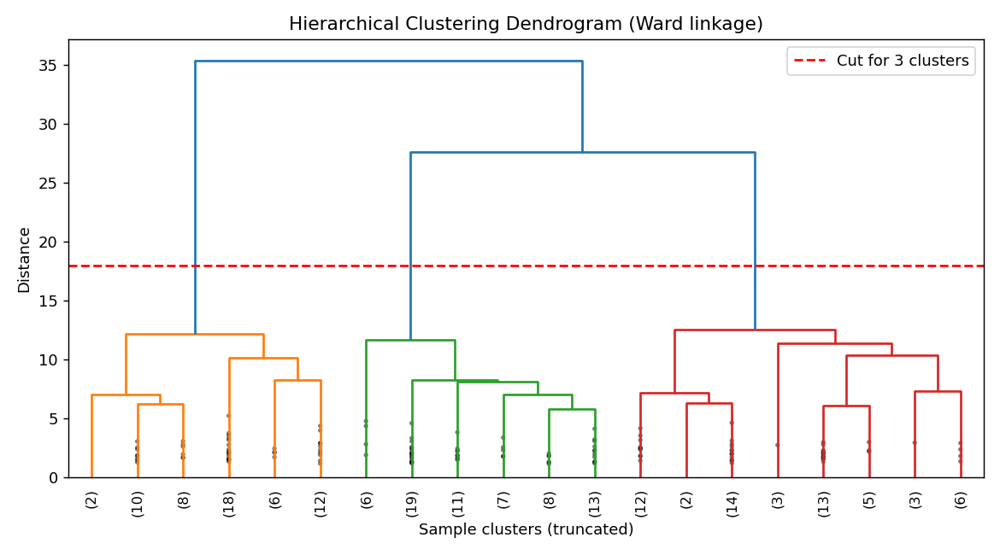 Hierarchical Clustering Dendrogram (Ward linkage)
Cut for 3 clusters
35
30
25
20
15
10
5
0
Distance
(2) (10) (8) (18) (6) (12) (6) (19) (11) (7) (8) (13) (12) (2) (14) (3) (13) (5) (3) (6)
Sample clusters (truncated)